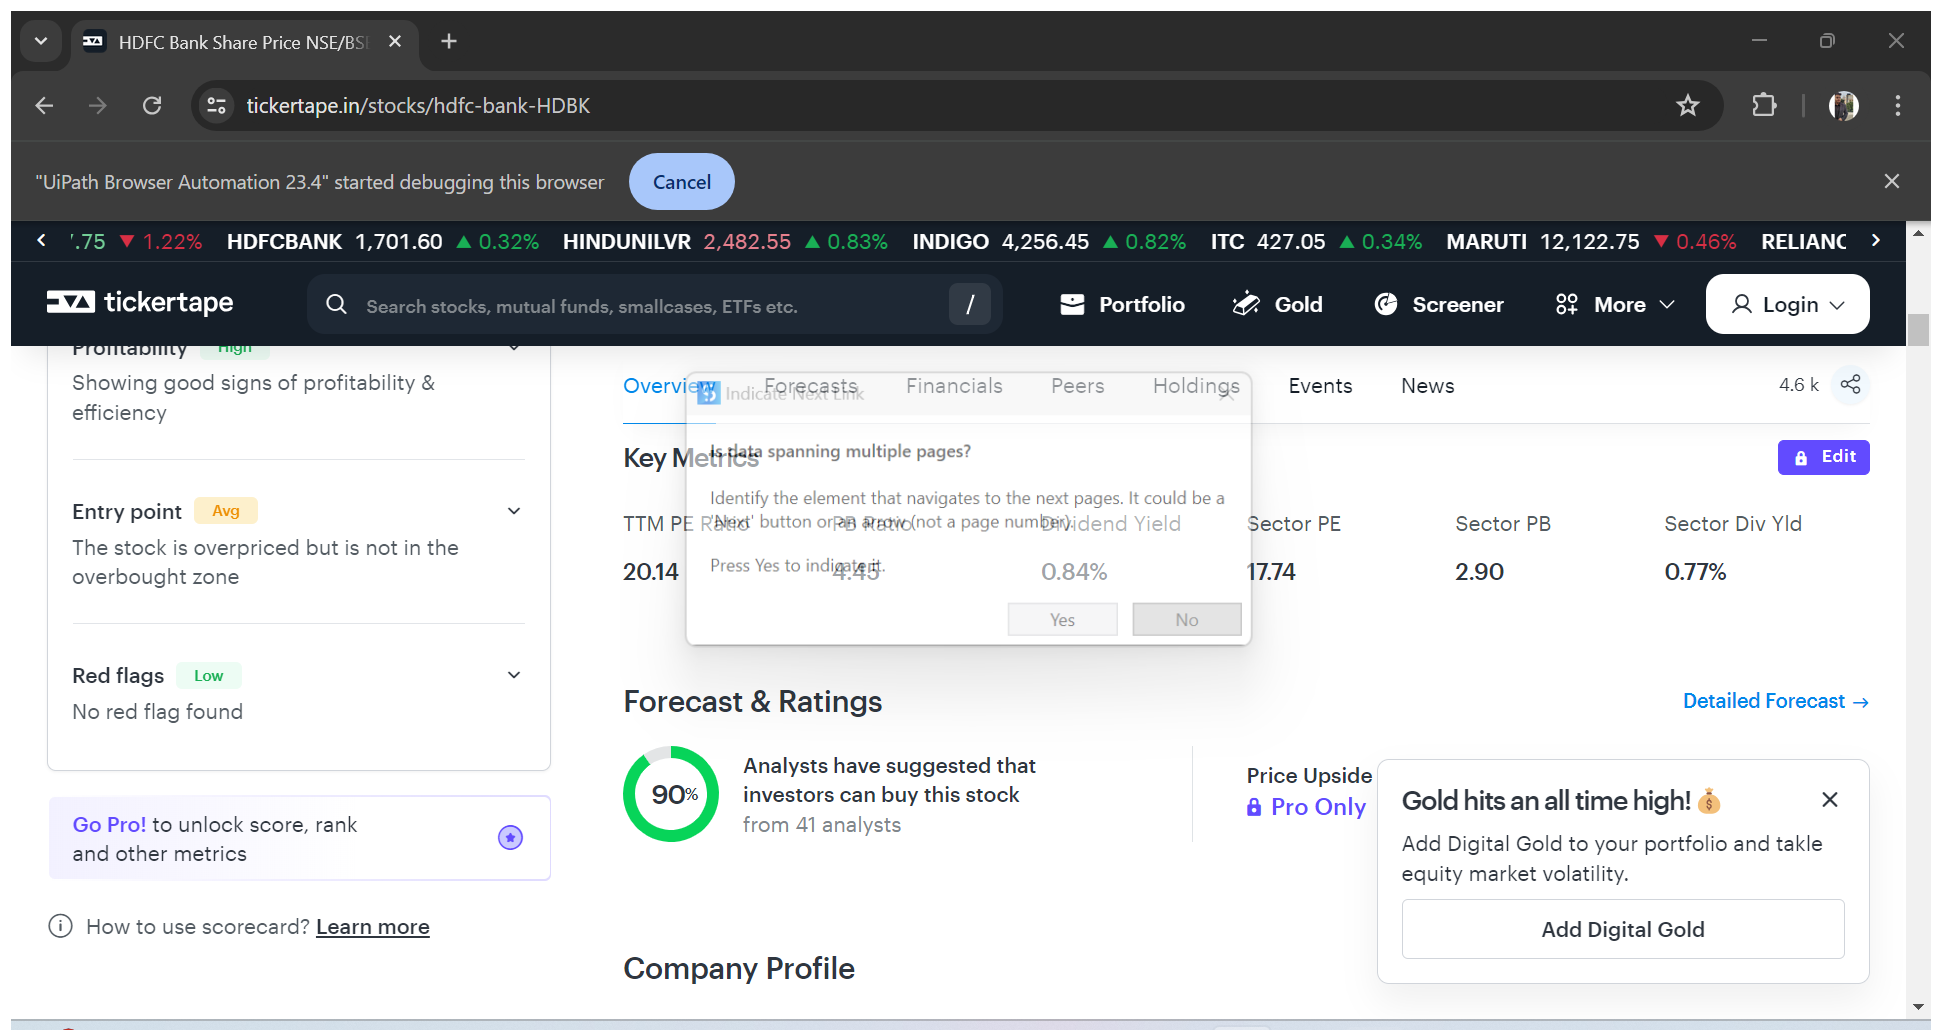 HDFC Bank Share Price NSE/BSE
tickertape.in/stocks/hdfc-bank-HDBK
"UiPath Browser Automation 23.4" started debugging this browser
Cancel
7.75 ▼ 1.22% HDFCBANK 1,701.60 ▲ 0.32% HINDUNILVR 2,482.55 ▲ 0.83% INDIGO 4,256.45 ▲ 0.82% ITC 427.05 ▲ 0.34% MARUTI 12,122.75 ▼ 0.46% RELIANC
tickertape
Search stocks, mutual funds, smallcases, ETFs etc.
/
Portfolio
Gold
Screener
More
Login
Profitability High
Showing good signs of profitability &
efficiency
Entry point Avg
The stock is overpriced but is not in the
overbought zone
Red flags Low
No red flag found
Go Pro! to unlock score, rank
and other metrics
How to use scorecard? Learn more
Overview Forecasts Financials Peers Holdings Events News
4.6 k
Indicate Next Link
Is data spanning multiple pages?
Identify the element that navigates to the next pages. It could be a
'Next' button or an arrow (not a page number).
Press Yes to indicate it.
Yes No
Key Metrics
Edit
TTM PE Ratio PB Ratio Dividend Yield Sector PE Sector PB Sector Div Yld
20.14 4.45 0.84% 17.74 2.90 0.77%
Forecast & Ratings
Detailed Forecast →
90%
Analysts have suggested that
investors can buy this stock
from 41 analysts
Price Upside
Pro Only
Gold hits an all time high!
Add Digital Gold to your portfolio and takle
equity market volatility.
Add Digital Gold
Company Profile